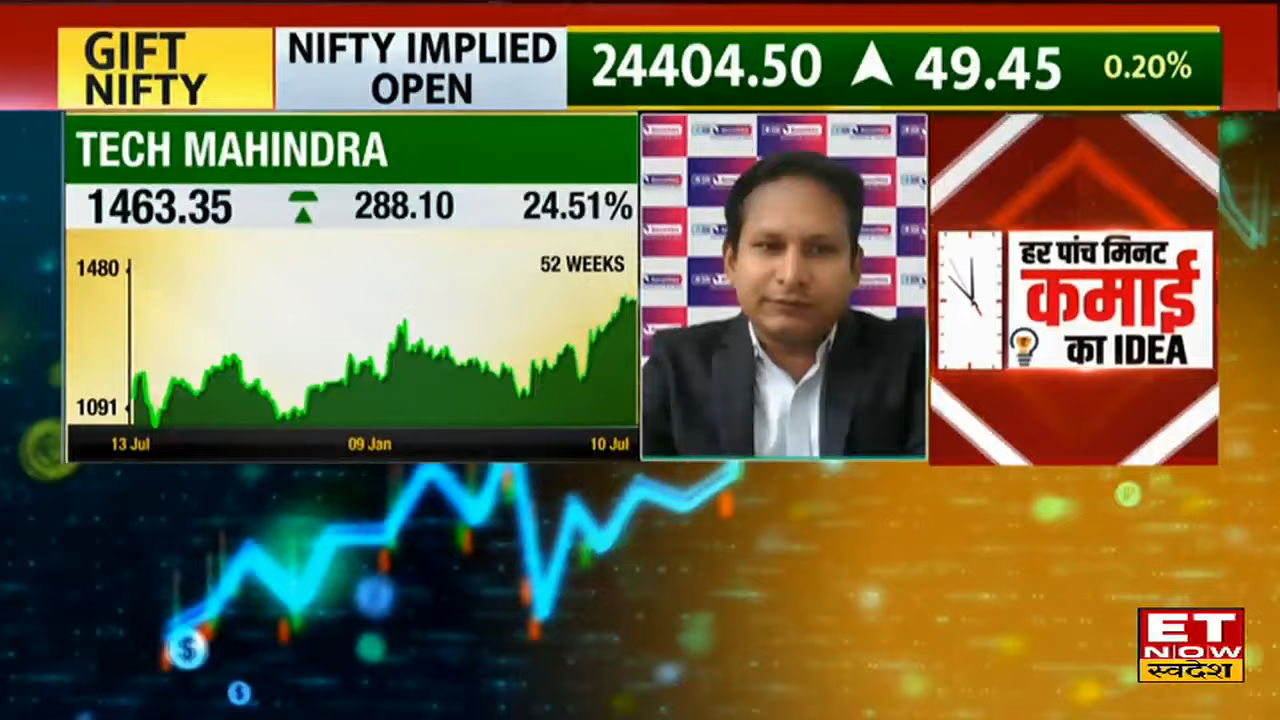 GIFT
NIFTY
NIFTY IMPLIED
OPEN
24404.50 49.45 0.20%
TECH MAHINDRA
1463.35 288.10 24.51%
1480
52 WEEKS
1091
13 Jul 09 Jan 10 Jul
हर पांच मिनट
कमाई
का IDEA
ET
NOW
स्वदेश